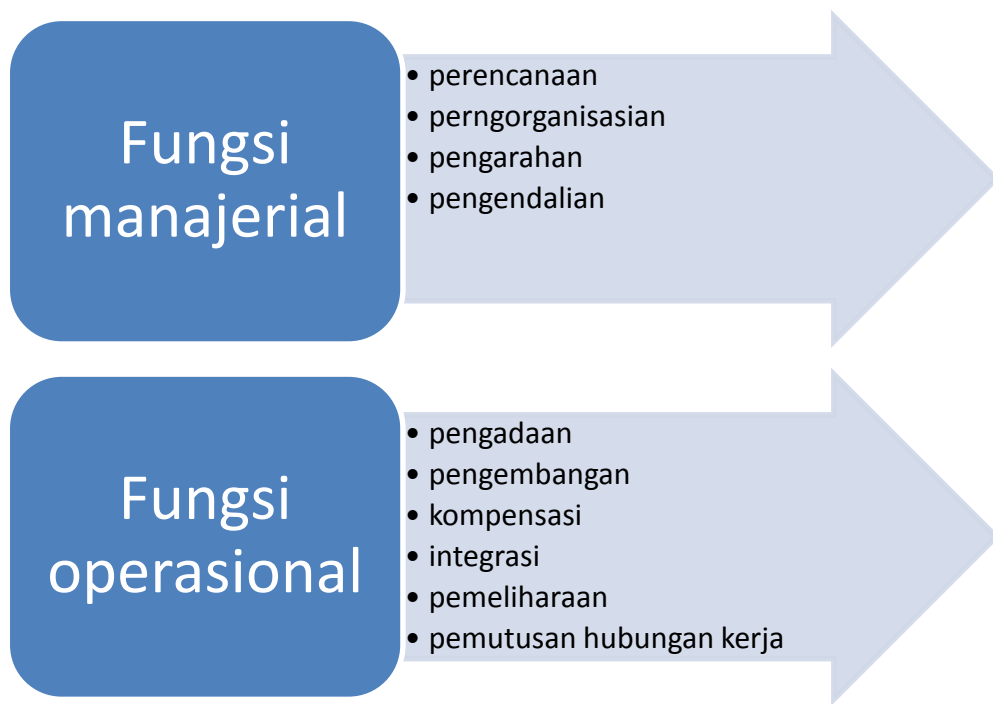 Fungsi
manajerial
• perencanaan
• perngorganisasian
• pengarahan
• pengendalian
Fungsi
operasional
• pengadaan
• pengembangan
• kompensasi
• integrasi
• pemeliharaan
• pemutusan hubungan kerja